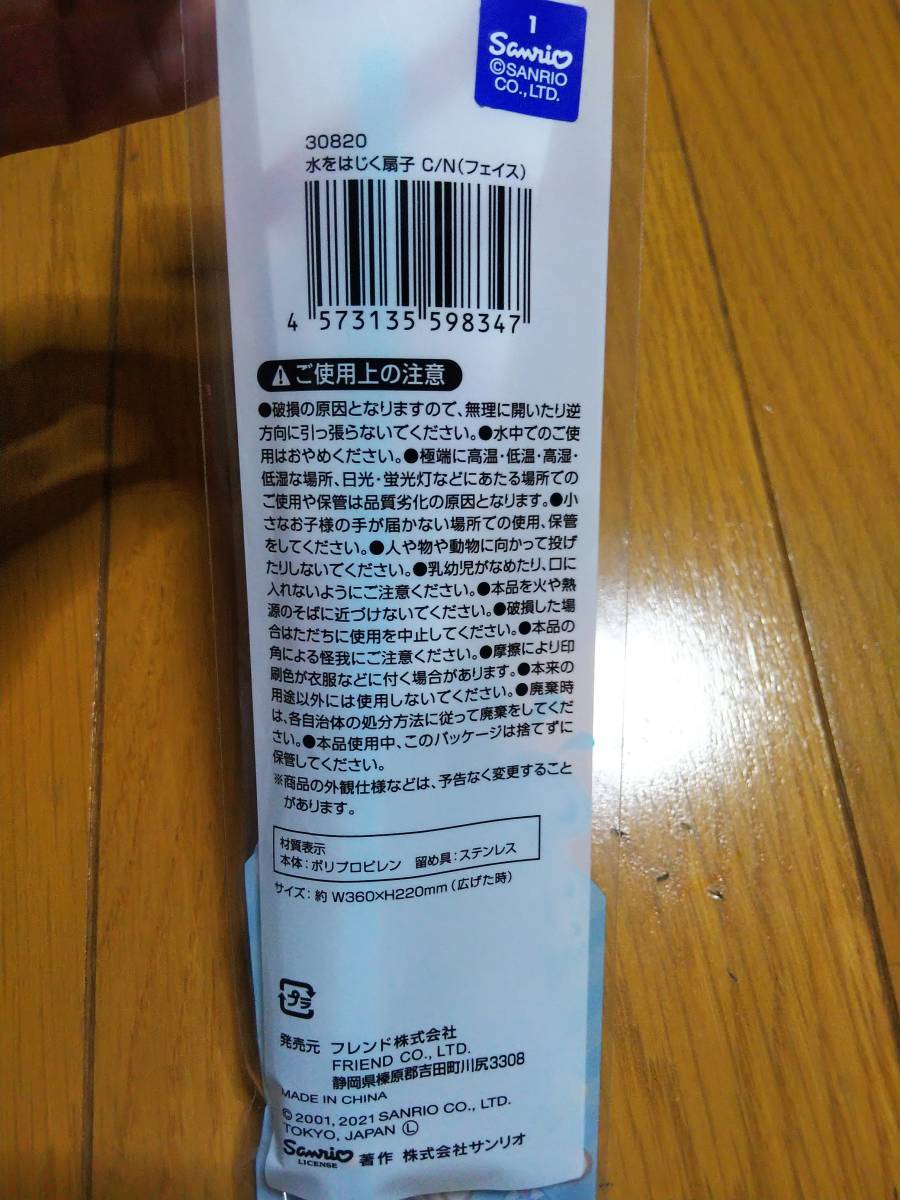 1
Sanrio
©SANRIO
CO.,LTD.
30820
水をはじく扇子 C/N(フェイス)
4 573135 598347
ご使用上の注意
●破損の原因となりますので、無理に開いたり逆
方向に引っ張らないでください。●水中でのご使
用はおやめください。●極端に高温・低温・高湿・
低湿な場所、日光・蛍光灯などにあたる場所での
ご使用や保管は品質劣化の原因となります。●小
さなお子様の手が届かない場所での使用、保管
をしてください。●人や物や動物に向かって投げ
たりしないでください。●乳幼児がなめたり、口に
入れないようにご注意ください。●本品を火や熱
源のそばに近づけないでください。●破損した場
合はただちに使用を中止してください。●本品の
角による怪我にご注意ください。●摩擦により印
刷色が衣服などに付く場合があります。●本来の
用途以外には使用しないでください。●廃棄時
は、各自治体の処分方法に従って廃棄をしてくだ
さい。●本品使用中、このパッケージは捨てずに
保管してください。
※商品の外観仕様などは、予告なく変更すること
があります。
材質表示
本体:ポリプロピレン 留め具:ステンレス
サイズ:約 W360×H220mm(広げた時)
プラ
発売元 フレンド株式会社
FRIEND CO., LTD.
静岡県榛原郡吉田町川尻3308
MADE IN CHINA
© 2001, 2021 SANRIO CO., LTD.
TOKYO, JAPAN Ⓛ
Sanrio LICENSE 著作 株式会社サンリオ